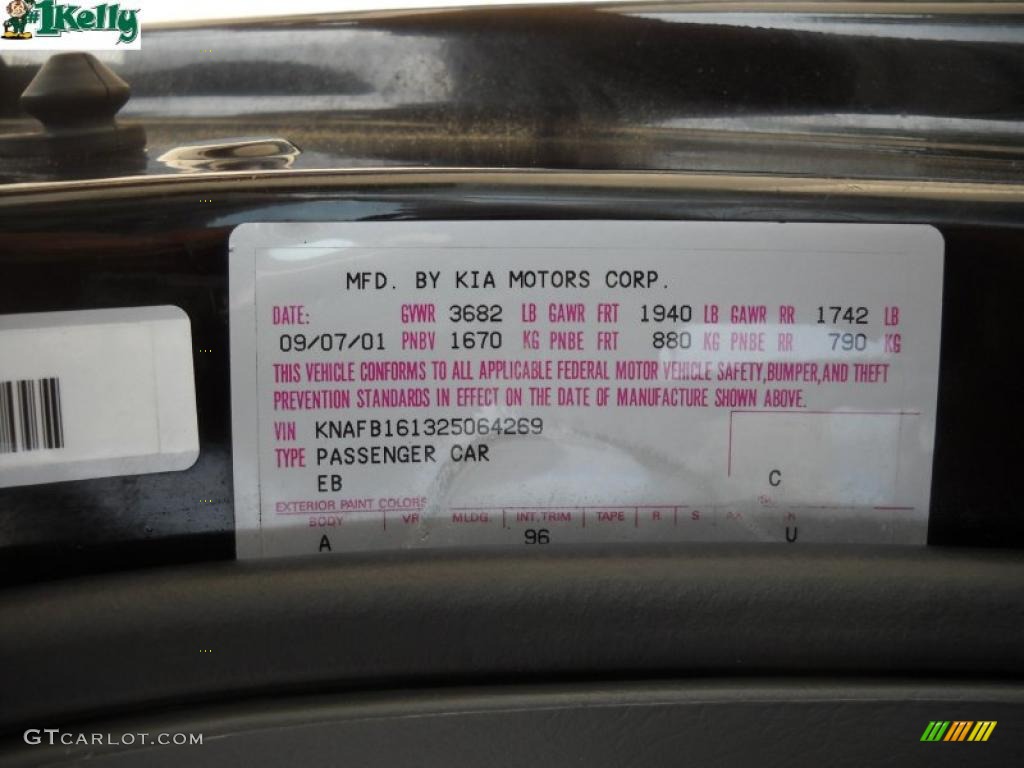 #1Kelly
MFD. BY KIA MOTORS CORP.
DATE: GVWR 3682 LB GAWR FRT 1940 LB GAWR RR 1742 LB
09/07/01 PNBV 1670 KG PNBE FRT 880 KG PNBE RR 790 KG
THIS VEHICLE CONFORMS TO ALL APPLICABLE FEDERAL MOTOR VEHICLE SAFETY,BUMPER,AND THEFT
PREVENTION STANDARDS IN EFFECT ON THE DATE OF MANUFACTURE SHOWN ABOVE.
VIN KNAFB161325064269
TYPE PASSENGER CAR
EB C
EXTERIOR PAINT COLORS
BODY VR MLDG. INT.TRIM TAPE R S AX
A 96 U
GTCARLOT.COM